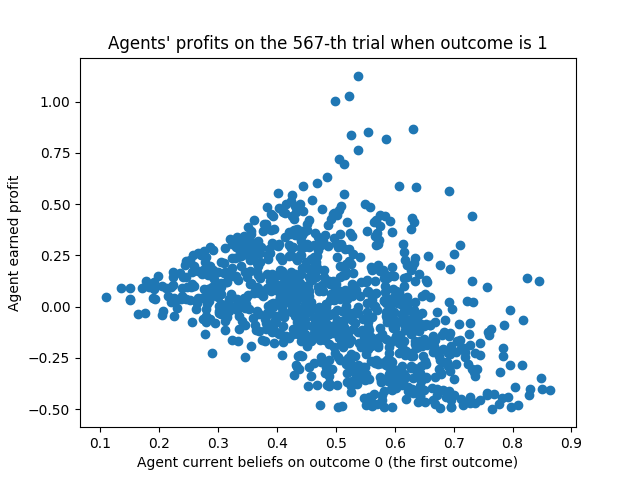 Agents' profits on the 567-th trial when outcome is 1
1.00
0.75
0.50
0.25
0.00
−0.25
−0.50
Agent earned profit
0.1 0.2 0.3 0.4 0.5 0.6 0.7 0.8 0.9
Agent current beliefs on outcome 0 (the first outcome)